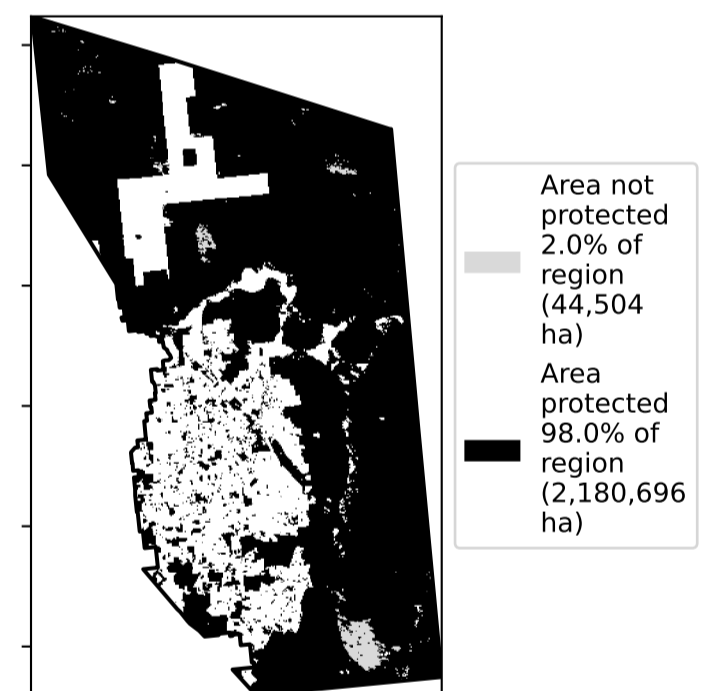 Area not
protected
2.0% of
region
(44,504
ha)
Area
protected
98.0% of
region
(2,180,696
ha)